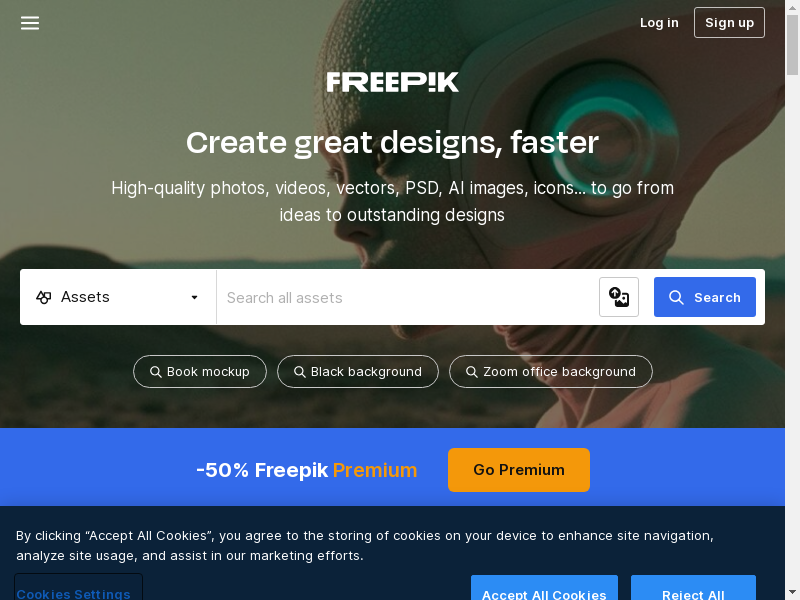 Log in
Sign up
FREEPIK
Create great designs, faster
High-quality photos, videos, vectors, PSD, AI images, icons... to go from
ideas to outstanding designs
Assets
Search all assets
Search
Book mockup
Black background
Zoom office background
-50% Freepik Premium
Go Premium
By clicking “Accept All Cookies”, you agree to the storing of cookies on your device to enhance site navigation,
analyze site usage, and assist in our marketing efforts.
Cookies Settings
Accept All Cookies
Reject All